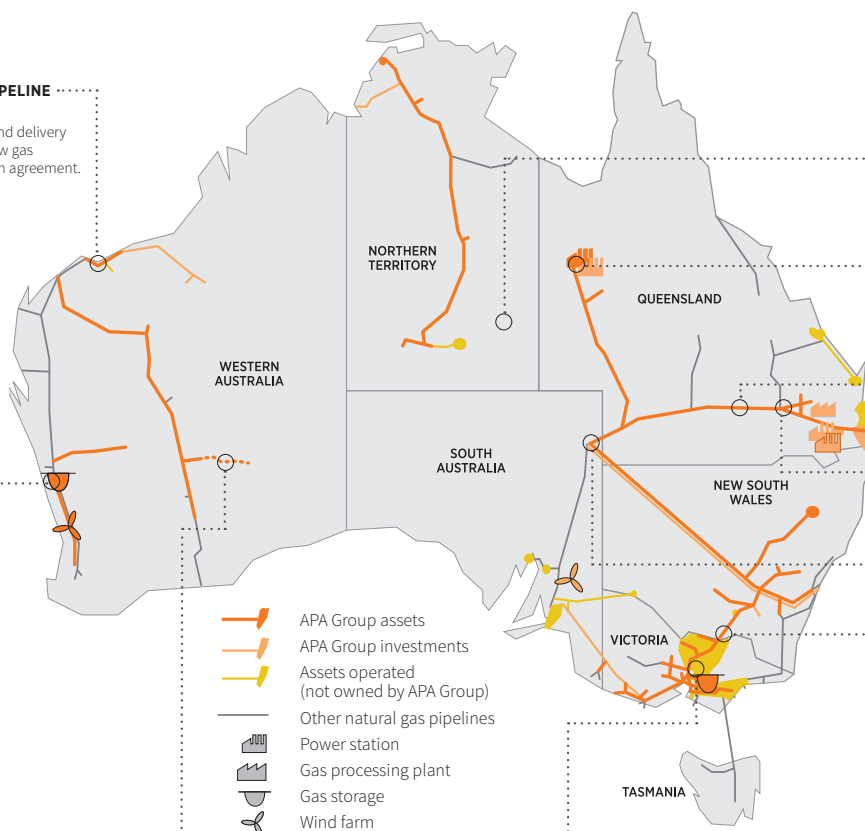 PELINE
nd delivery
w gas
n agreement.
NORTHERN
TERRITORY
QUEENSLAND
WESTERN
AUSTRALIA
SOUTH
AUSTRALIA
NEW SOUTH
WALES
VICTORIA
TASMANIA
APA Group assets
APA Group investments
Assets operated
(not owned by APA Group)
Other natural gas pipelines
Power station
Gas processing plant
Gas storage
Wind farm